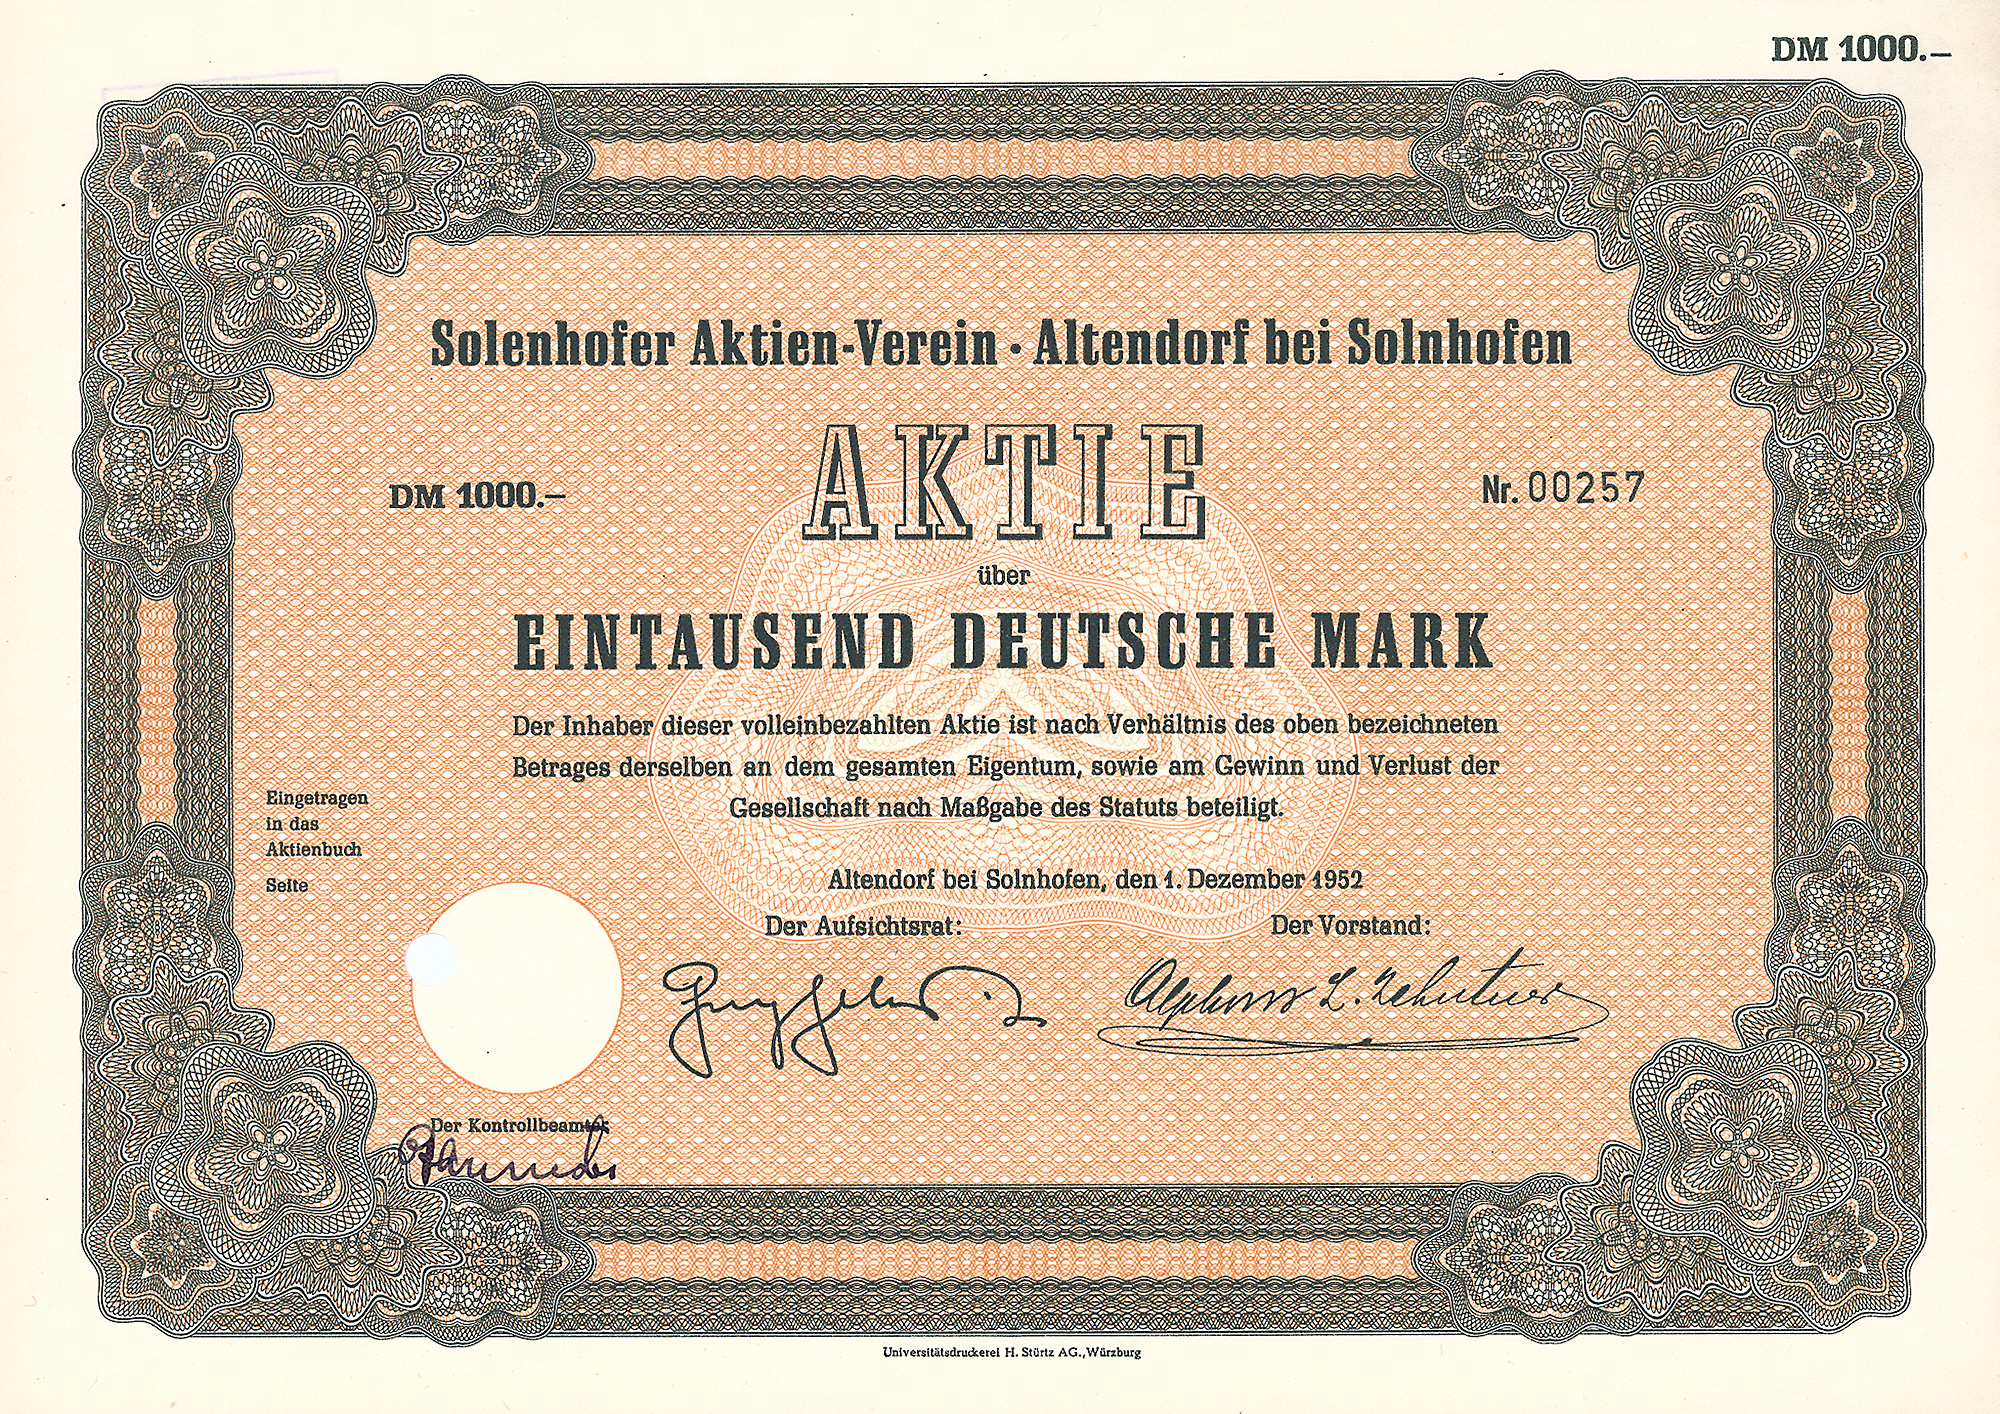 DM 1000.–
Solenhofer Aktien-Verein · Altendorf bei Solnhofen
AKTIE
DM 1000.–
Nr. 00257
über
EINTAUSEND DEUTSCHE MARK
Der Inhaber dieser volleinbezahlten Aktie ist nach Verhältnis des oben bezeichneten
Betrages derselben an dem gesamten Eigentum, sowie am Gewinn und Verlust der
Gesellschaft nach Maßgabe des Statuts beteiligt.
Eingetragen
in das
Aktienbuch
Seite
Altendorf bei Solnhofen, den 1. Dezember 1952
Der Aufsichtsrat:
Der Vorstand:
Alphons L. Zehntner
Der Kontrollbeamte:
Universitätsdruckerei H. Stürtz AG., Würzburg